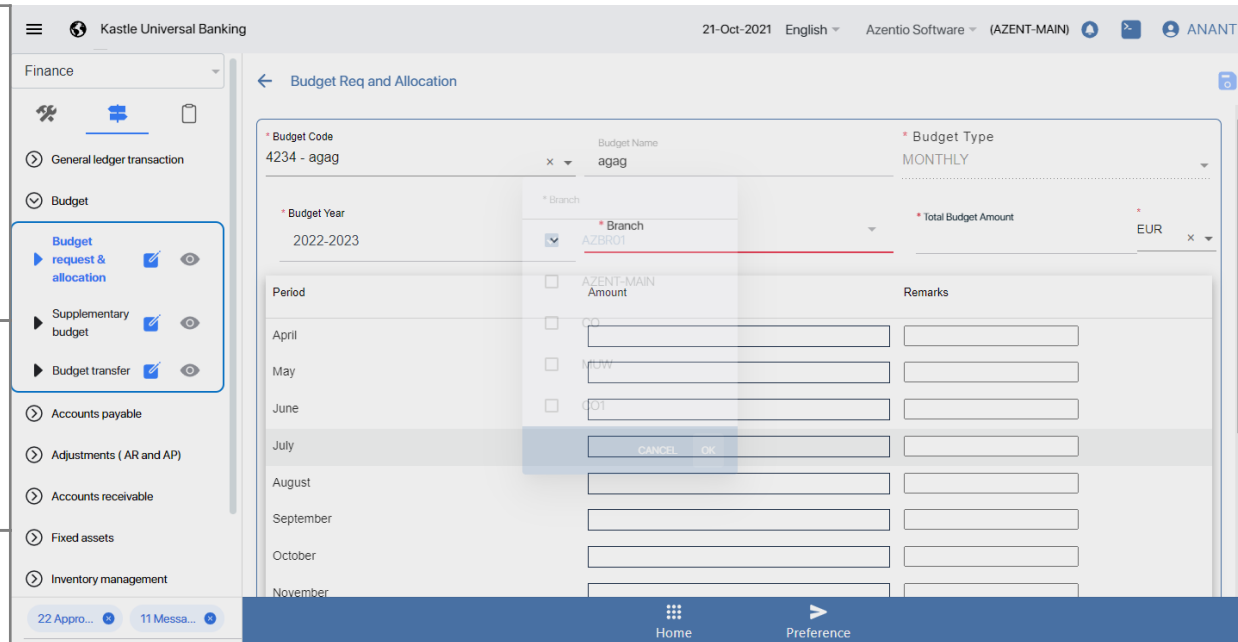 Kastle Universal Banking
21-Oct-2021 English Azentio Software (AZENT-MAIN) ANANT
Finance
Budget Req and Allocation
General ledger transaction
Budget
Budget request & allocation
Supplementary budget
Budget transfer
Accounts payable
Adjustments ( AR and AP)
Accounts receivable
Fixed assets
Inventory management
22 Appro... 11 Messa...
* Budget Code
4234 - agag
Budget Name
agag
* Budget Type
MONTHLY
* Budget Year
2022-2023
* Branch
* Total Budget Amount
*
EUR
* Branch
AZBR01
AZENT-MAIN
CO
MUW
CO1
CANCEL OK
Period Amount Remarks
April
May
June
July
August
September
October
November
Home Preference